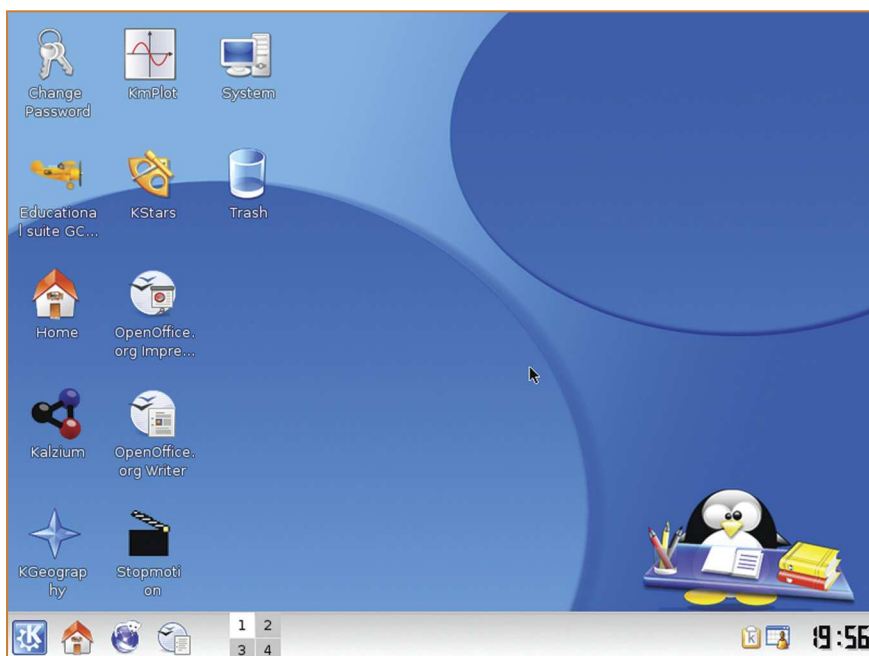 Change
Password
KmPlot
System
Educationa
l suite GC...
KStars
Trash
Home
OpenOffice.
org Impre...
Kalzium
OpenOffice.
org Writer
KGeograp
hy
Stopmoti
on
1 2
3 4
19:56